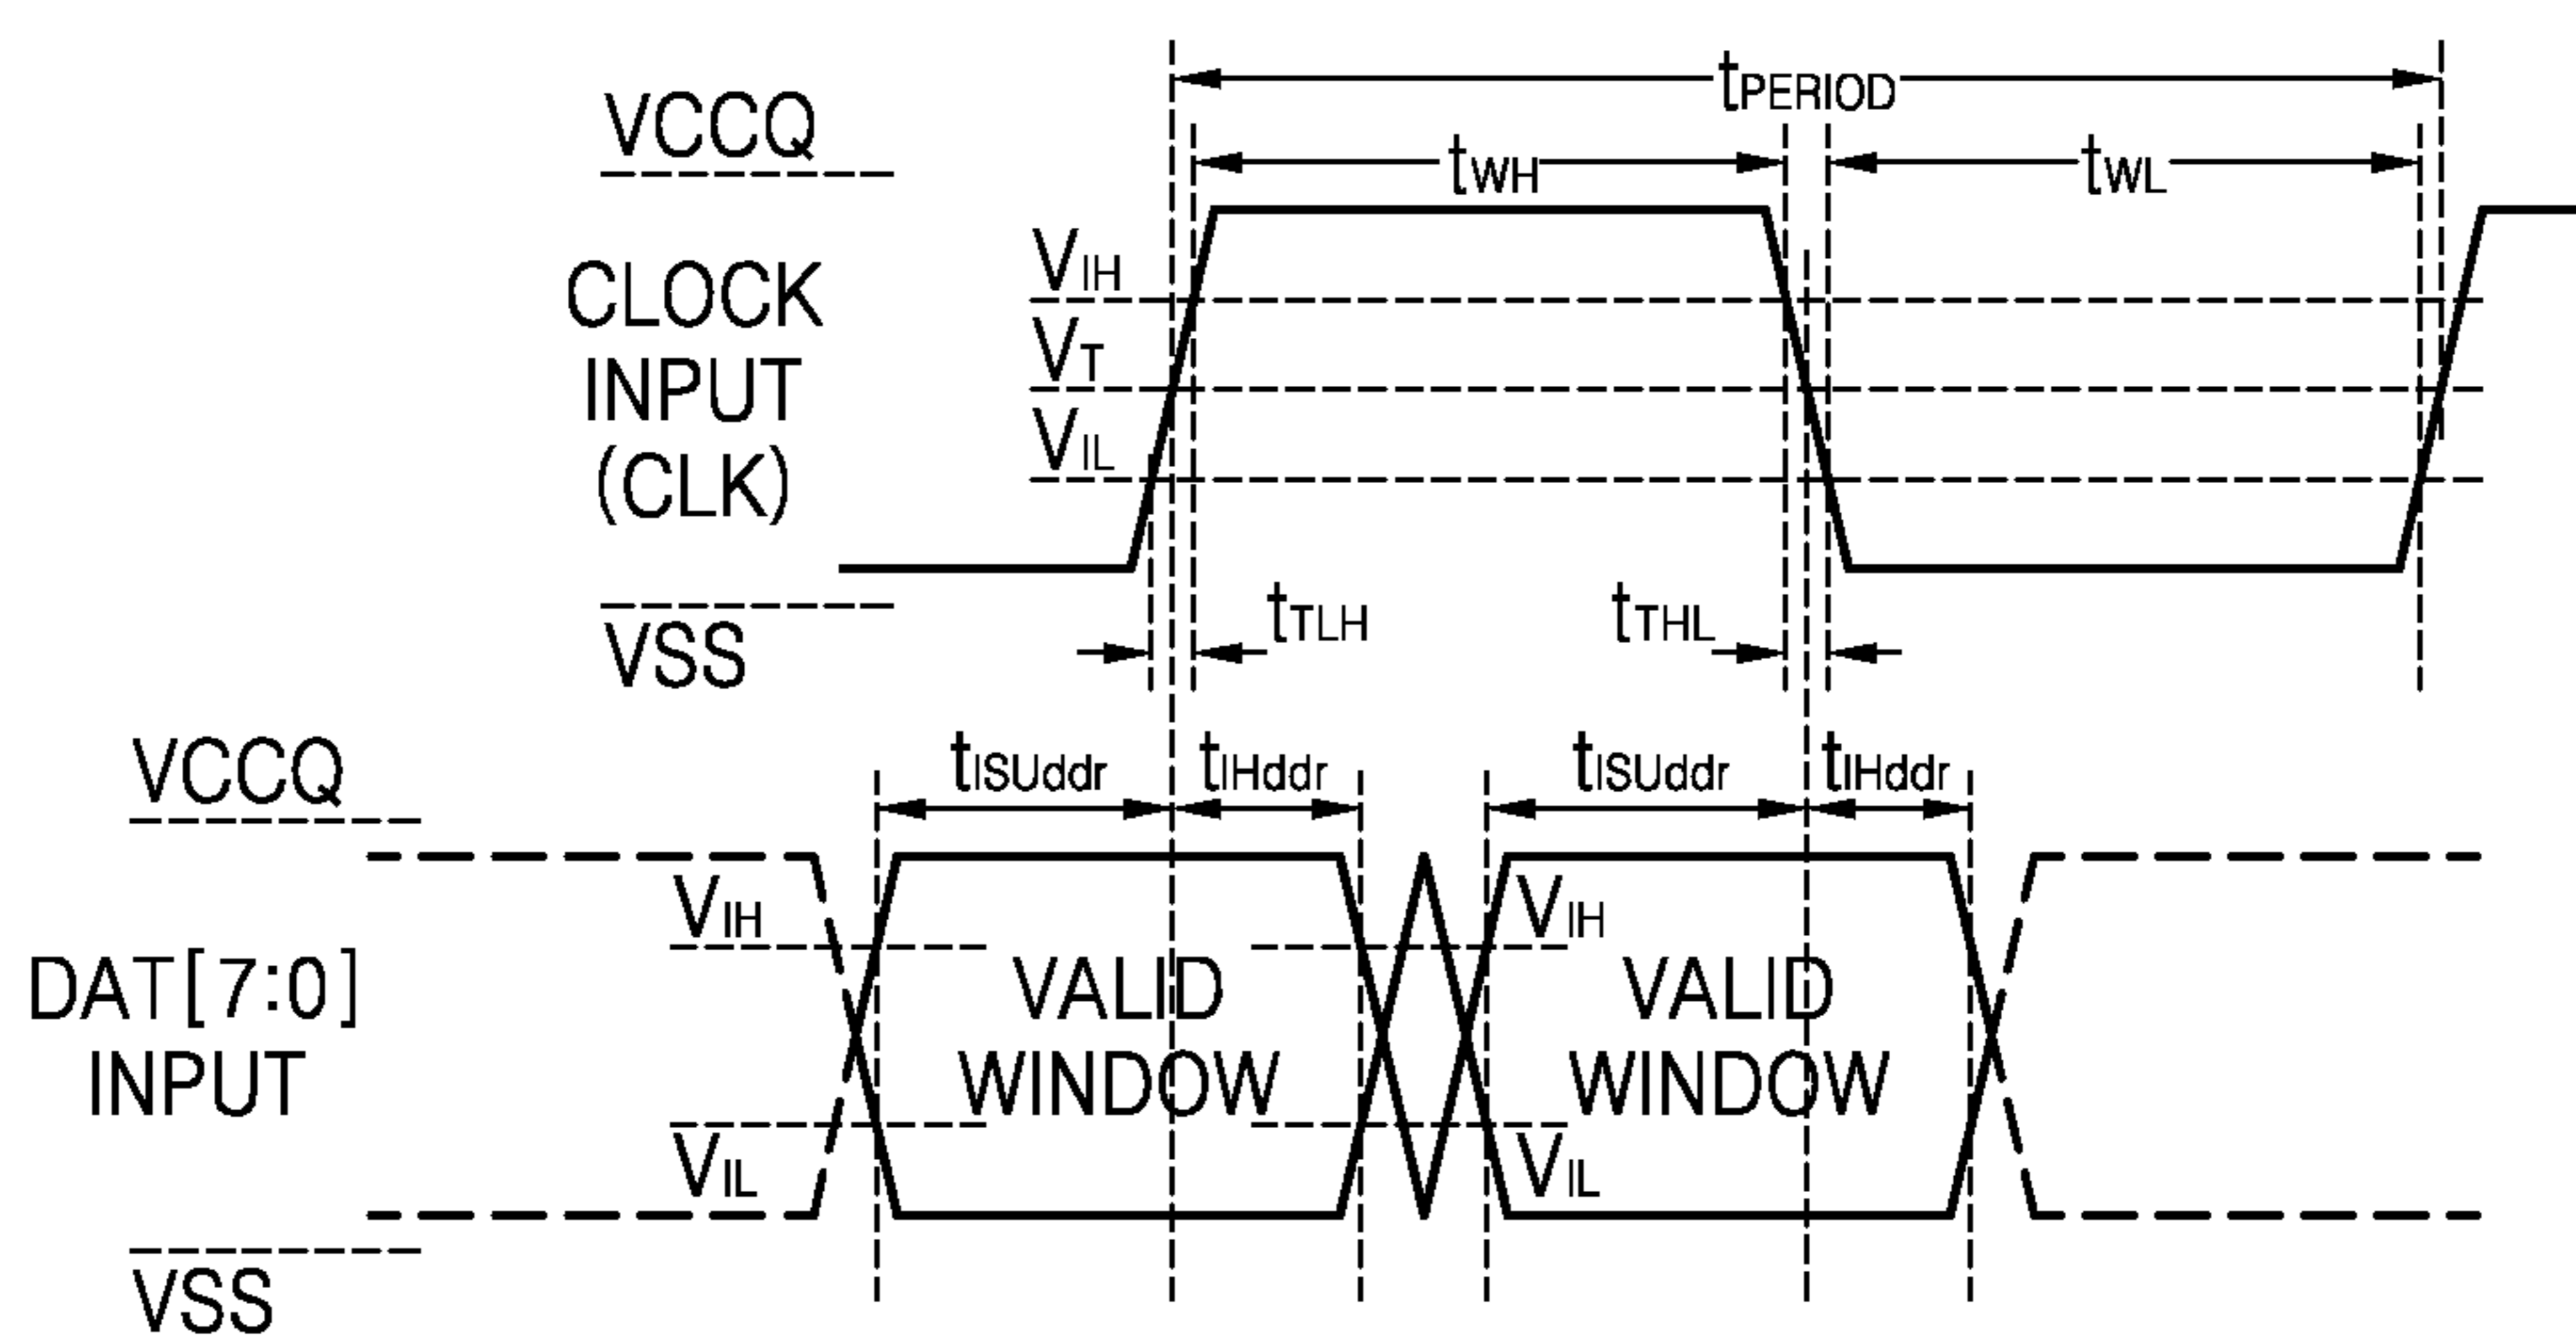 tPERIOD
VCCQ
tWH
tWL
VIH
CLOCK
INPUT
(CLK)
VT
VIL
tTLH
tTHL
VSS
VCCQ
tISUddr
tIHddr
tISUddr
tIHddr
VIH
VIH
DAT[7:0]
INPUT
VALID
WINDOW
VALID
WINDOW
VIL
VIL
VSS